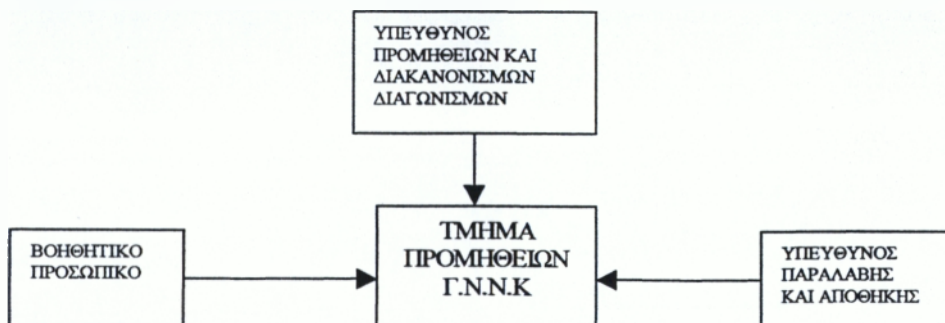 ΥΠΕΥΘΥΝΟΣ
ΠΡΟΜΗΘΕΙΩΝ ΚΑΙ
ΔΙΑΚΑΝΟΝΙΣΜΩΝ
ΔΙΑΓΩΝΙΣΜΩΝ
ΒΟΗΘΗΤΙΚΟ
ΠΡΟΣΩΠΙΚΟ
ΤΜΗΜΑ
ΠΡΟΜΗΘΕΙΩΝ
Γ.Ν.Ν.Κ
ΥΠΕΥΘΥΝΟΣ
ΠΑΡΑΛΑΒΗΣ
ΚΑΙ ΑΠΟΘΗΚΗΣ